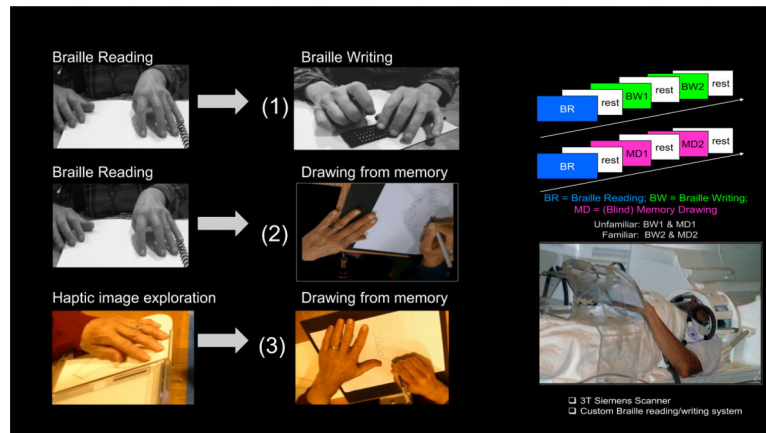 Braille Reading
Braille Writing
(1)
Braille Reading
Drawing from memory
(2)
Haptic image exploration
Drawing from memory
(3)
BR
rest
BW1
rest
BW2
rest
BR
rest
MD1
rest
MD2
rest
BR = Braille Reading; BW = Braille Writing;
MD = (Blind) Memory Drawing
Unfamiliar: BW1 & MD1
Familiar: BW2 & MD2
❑ 3T Siemens Scanner
❑ Custom Braille reading/writing system